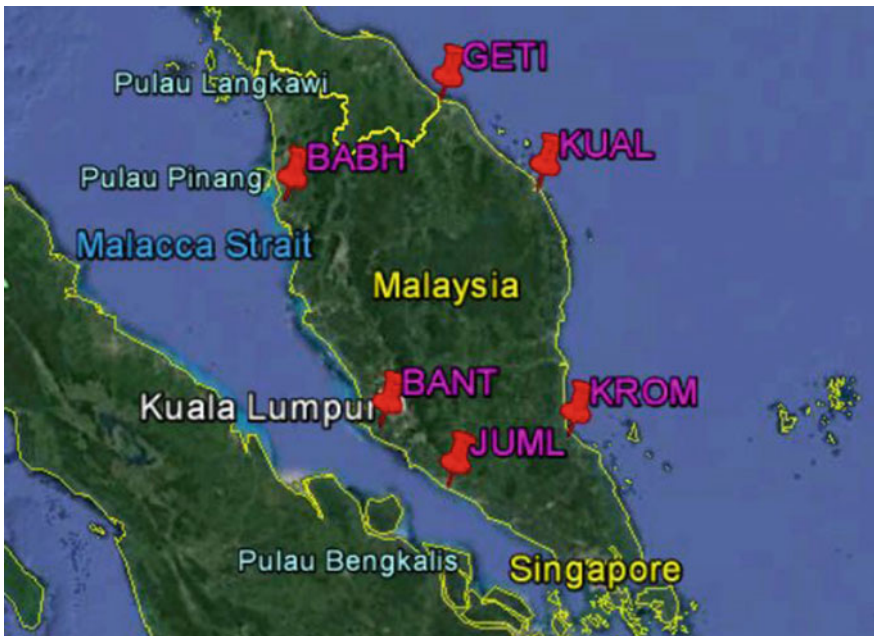 GETI
Pulau Langkawi
KUAL
BABH
Pulau Pinang
Malacca Strait
Malaysia
BANT
KROM
Kuala Lumpur
JUML
Pulau Bengkalis
Singapore